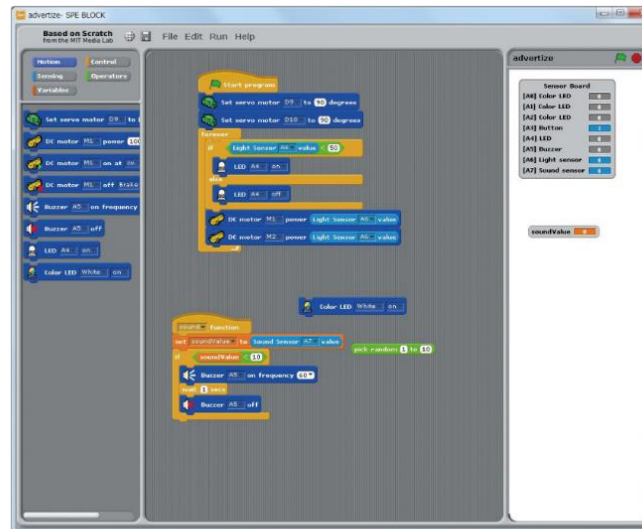 advertize- SPE BLOCK
Based on Scratch
from the MIT Media Lab
File Edit Run Help
Motion Control
Sensing Operators
Variables
Set servo motor D9 to
DC motor M1 power 100
DC motor M1 on at
DC motor M1 off Brake
Buzzer A5 on frequency
Buzzer A5 off
LED A4 on
Color LED White on
Start program
Set servo motor D9 to 90 degrees
Set servo motor D10 to 90 degrees
forever
if Light Sensor A6 value < 50
LED A4 on
else
LED A4 off
DC motor M1 power Light Sensor A6 value
DC motor M2 power Light Sensor A6 value
Color LED White on
sound function
set soundValue to Sound Sensor A7 value
if soundValue < 10
pick random 1 to 10
Buzzer A5 on frequency 60
wait 1 secs
Buzzer A5 off
advertize
Sensor Board
[A0] Color LED
[A1] Color LED
[A2] Color LED
[A3] Button
[A4] LED
[A5] Buzzer
[A6] Light sensor
[A7] Sound sensor
soundValue